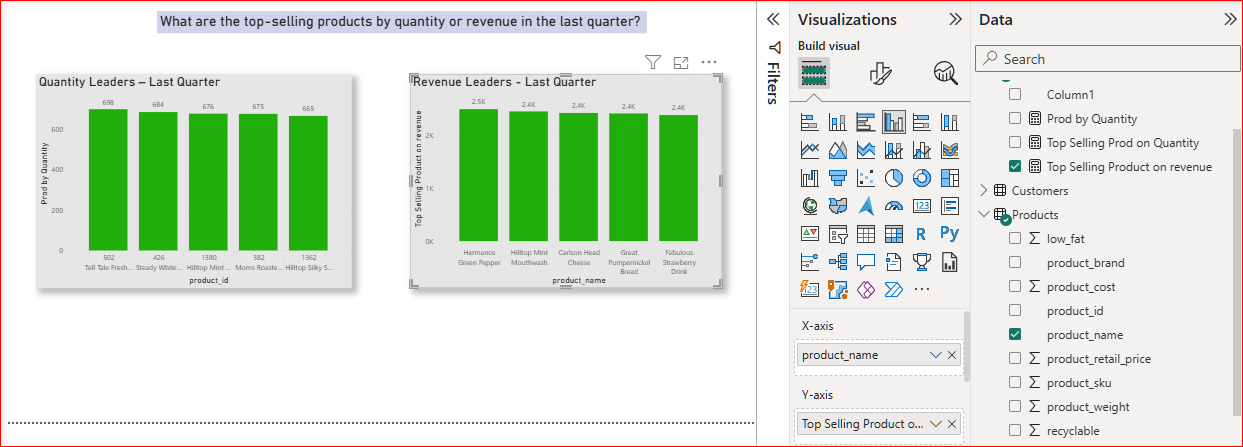 What are the top-selling products by quantity or revenue in the last quarter?
Quantity Leaders – Last Quarter
698
684
676
675
665
600
400
200
0
Prod by Quantity
502
426
1380
382
1362
Tell Tale Fresh...
Steady White...
Hilltop Mint ...
Moms Roaste...
Hilltop Silky S...
product_id
Revenue Leaders - Last Quarter
2.5K
2.4K
2.4K
2.4K
2.4K
2K
1K
0K
Top Selling Product on revenue
Hermanos
Green Pepper
Hilltop Mint
Mouthwash
Carlson Head
Cheese
Great
Pumpernickel
Bread
Fabulous
Strawberry
Drink
product_name
Filters
Visualizations
Build visual
123
R
Py
123
...
X-axis
product_name
Y-axis
Top Selling Product o...
Data
Search
Column1
Prod by Quantity
Top Selling Prod on Quantity
Top Selling Product on revenue
Customers
Products
low_fat
product_brand
product_cost
product_id
product_name
product_retail_price
product_sku
product_weight
recyclable